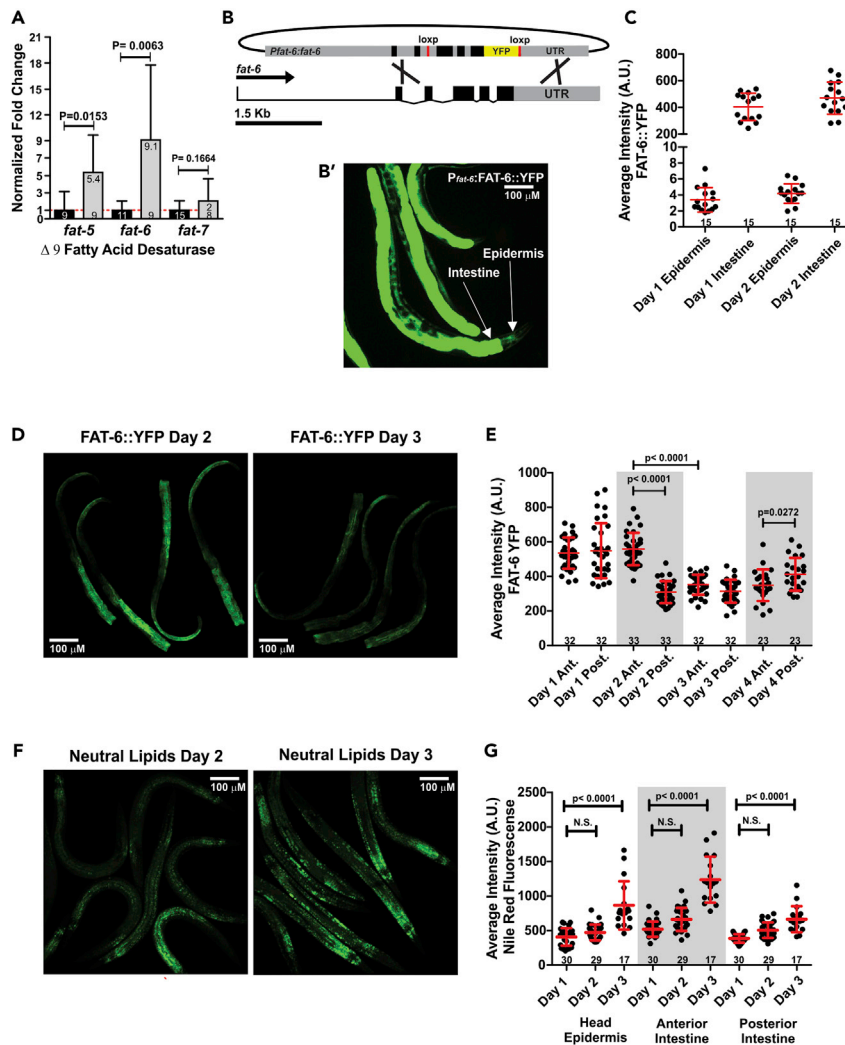 A
Normalized Fold Change
21
18
15
12
9
6
3
1
0
P= 0.0063
P= 0.0153
P= 0.1664
5.4
9.1
2
9
9
11
9
15
8
fat-5
fat-6
fat-7
Δ 9 Fatty Acid Desaturase
B
loxp
loxp
Pfat-6:fat-6
YFP
UTR
fat-6
UTR
1.5 Kb
B'
Pfat-6:FAT-6::YFP
100 μM
Epidermis
Intestine
C
Average Intensity (A.U.)
FAT-6::YFP
800
600
400
200
10
8
6
4
2
0
15
15
15
15
Day 1 Epidermis
Day 1 Intestine
Day 2 Epidermis
Day 2 Intestine
D
FAT-6::YFP Day 2
FAT-6::YFP Day 3
100 μM
100 μM
E
Average Intensity (A.U.)
FAT-6 YFP
1000
800
600
400
200
0
p< 0.0001
p< 0.0001
p=0.0272
32
32
33
33
32
32
23
23
Day 1 Ant.
Day 1 Post.
Day 2 Ant.
Day 2 Post.
Day 3 Ant.
Day 3 Post.
Day 4 Ant.
Day 4 Post.
F
Neutral Lipids Day 2
Neutral Lipids Day 3
100 μM
100 μM
G
Average Intensity (A.U.)
Nile Red Fluorescense
2500
2000
1500
1000
500
0
p< 0.0001
p< 0.0001
p< 0.0001
N.S.
N.S.
N.S.
30
29
17
30
29
17
30
29
17
Day 1
Day 2
Day 3
Day 1
Day 2
Day 3
Day 1
Day 2
Day 3
Head
Epidermis
Anterior
Intestine
Posterior
Intestine